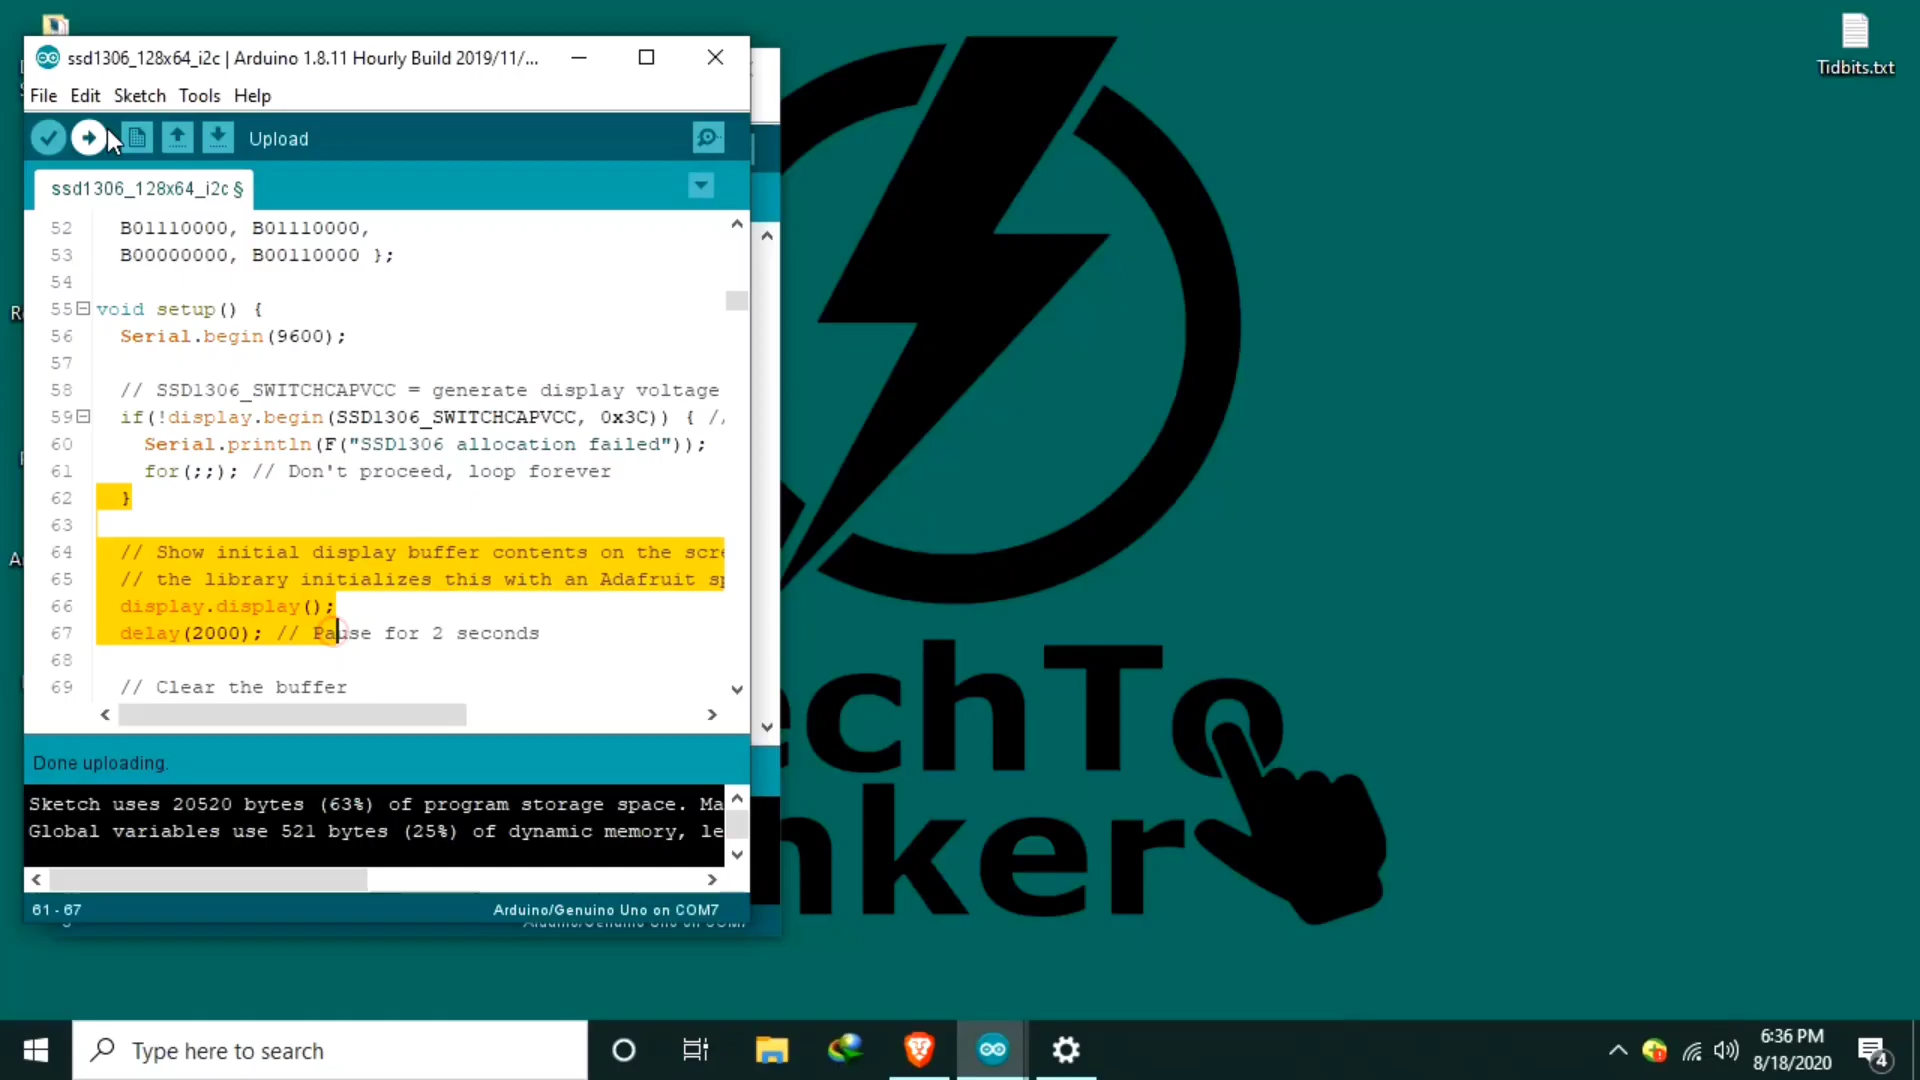 Tidbits.txt
ssd1306_128x64_i2c | Arduino 1.8.11 Hourly Build 2019/11/...
File Edit Sketch Tools Help
Upload
ssd1306_128x64_i2c §
52 B01110000, B01110000,
53 B00000000, B00110000 };
54
55 void setup() {
56 Serial.begin(9600);
57
58 // SSD1306_SWITCHCAPVCC = generate display voltage
59 if(!display.begin(SSD1306_SWITCHCAPVCC, 0x3C)) { /
60 Serial.println(F("SSD1306 allocation failed"));
61 for(;;); // Don't proceed, loop forever
62 }
63
64 // Show initial display buffer contents on the scr
65 // the library initializes this with an Adafruit s
66 display.display();
67 delay(2000); // Pause for 2 seconds
68
69 // Clear the buffer
Done uploading.
Sketch uses 20520 bytes (63%) of program storage space. Ma
Global variables use 521 bytes (25%) of dynamic memory, le
61 - 67
Arduino/Genuino Uno on COM7
echTo
nker
Type here to search
6:36 PM
8/18/2020
4